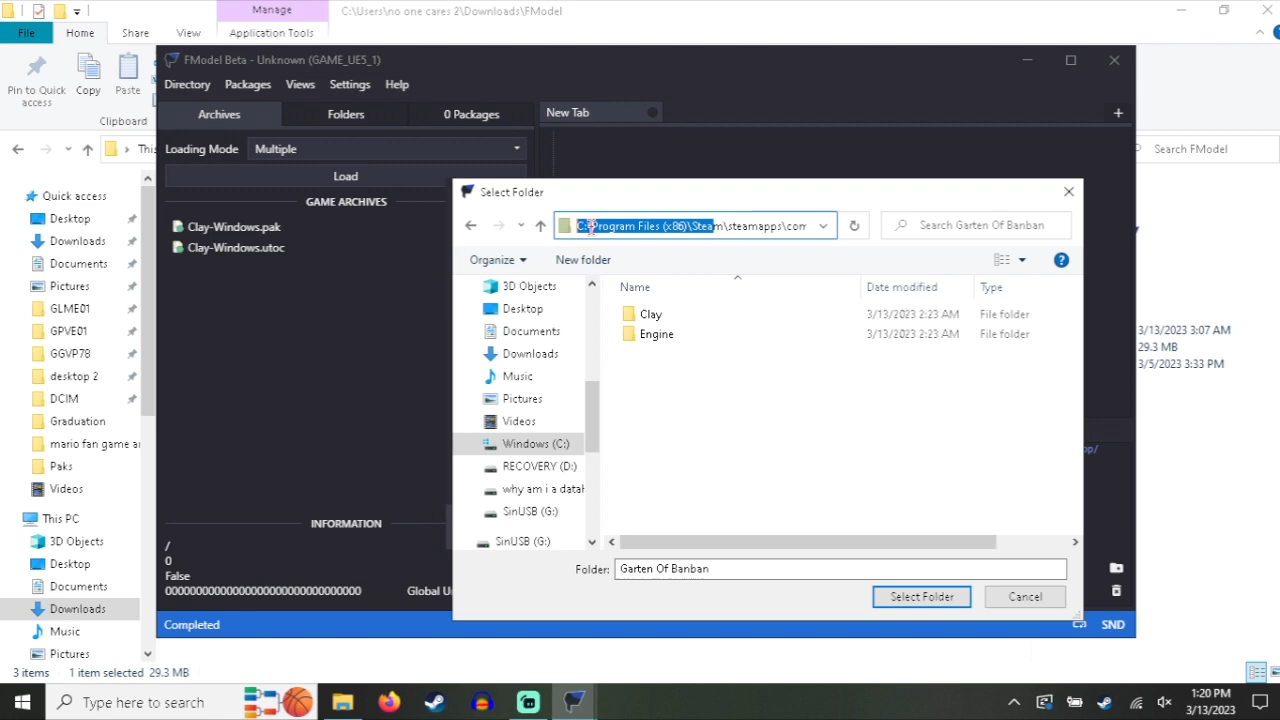 Manage
C:\Users\no one cares 2\Downloads\FModel
File
Home
Share
View
Application Tools
Pin to Quick access
Copy
Paste
Clipboard
This
Search FModel
Quick access
Desktop
Downloads
Documents
Pictures
GLME01
GPVE01
GGVP78
desktop 2
DCIM
Graduation
mario fan game ar
Paks
Videos
This PC
3D Objects
Desktop
Documents
Downloads
Music
Pictures
3 items
1 item selected 29.3 MB
3/13/2023 3:07 AM
29.3 MB
3/5/2023 3:33 PM
FModel Beta - Unknown (GAME_UE5_1)
Directory
Packages
Views
Settings
Help
Archives
Folders
0 Packages
New Tab
Loading Mode
Multiple
Load
GAME ARCHIVES
Clay-Windows.pak
Clay-Windows.utoc
INFORMATION
/
0
False
00000000000000000000000000000000
Completed
SND
Select Folder
C:\Program Files (x86)\Steam\steamapps\com
Search Garten Of Banban
Organize
New folder
3D Objects
Desktop
Documents
Downloads
Music
Pictures
Videos
Windows (C:)
RECOVERY (D:)
SinUSB (G:)
SinUSB (G:)
Name
Date modified
Type
Clay
3/13/2023 2:23 AM
File folder
Engine
3/13/2023 2:23 AM
File folder
Folder:
Garten Of Banban
Select Folder
Cancel
Type here to search
1:20 PM
3/13/2023